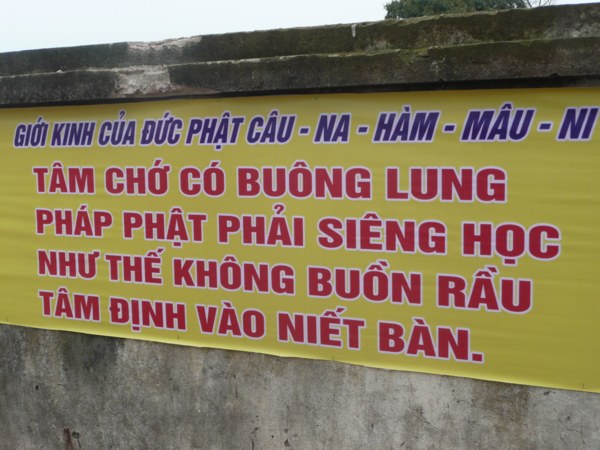 GIỚI KINH CỦA ĐỨC PHẬT CÂU - NA - HÀM - MÂU - NI
TÂM CHỚ CÓ BUÔNG LUNG
PHÁP PHẬT PHẢI SIÊNG HỌC
NHƯ THẾ KHÔNG BUỒN RẦU
TÂM ĐỊNH VÀO NIẾT BÀN.